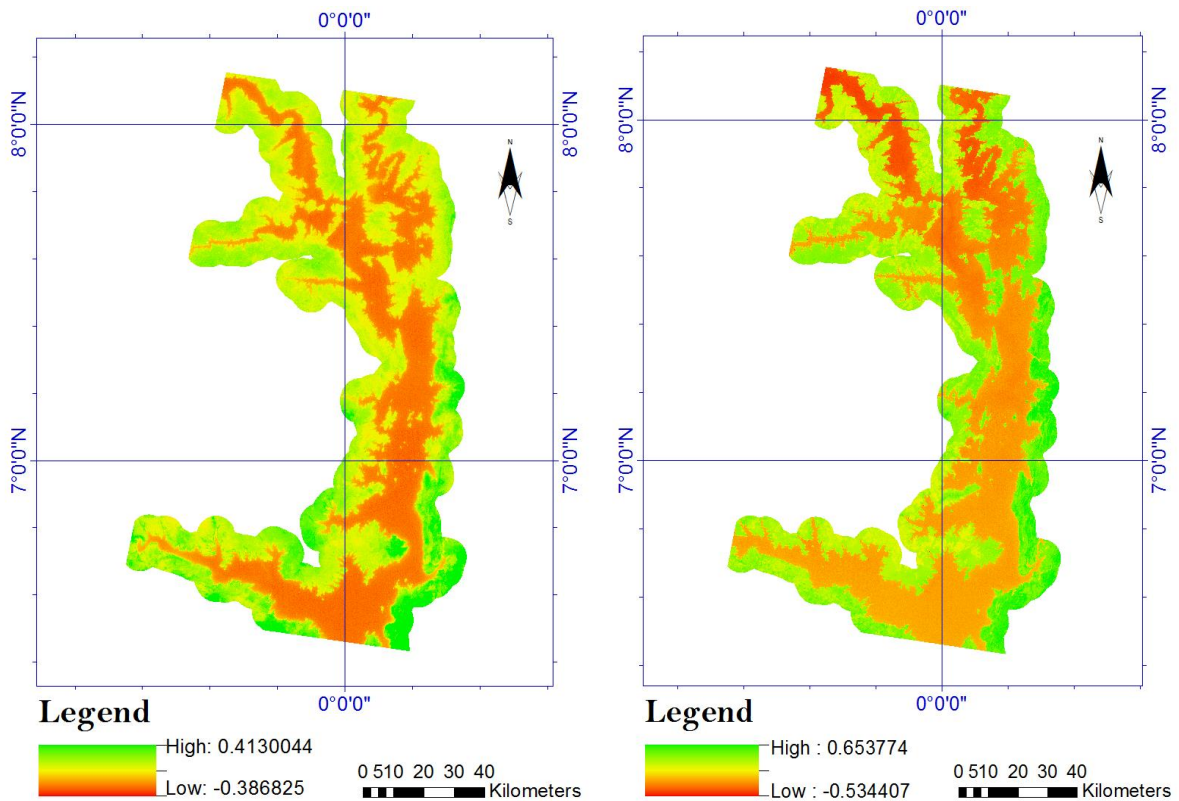 0°0'0"
0°0'0"
8°0'0"N
8°0'0"N
8°0'0"N
8°0'0"N
N
S
N
S
7°0'0"N
7°0'0"N
7°0'0"N
7°0'0"N
0°0'0"
0°0'0"
Legend
High: 0.4130044
Low: -0.386825
0 510 20 30 40
Kilometers
Legend
High : 0.653774
Low : -0.534407
0 510 20 30 40
Kilometers